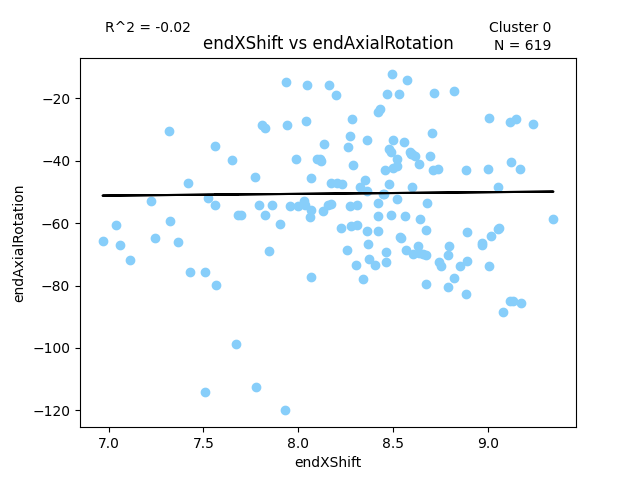 R^2 = -0.02
Cluster 0
endXShift vs endAxialRotation
N = 619
−20
−40
−60
−80
−100
−120
endAxialRotation
7.0 7.5 8.0 8.5 9.0
endXShift